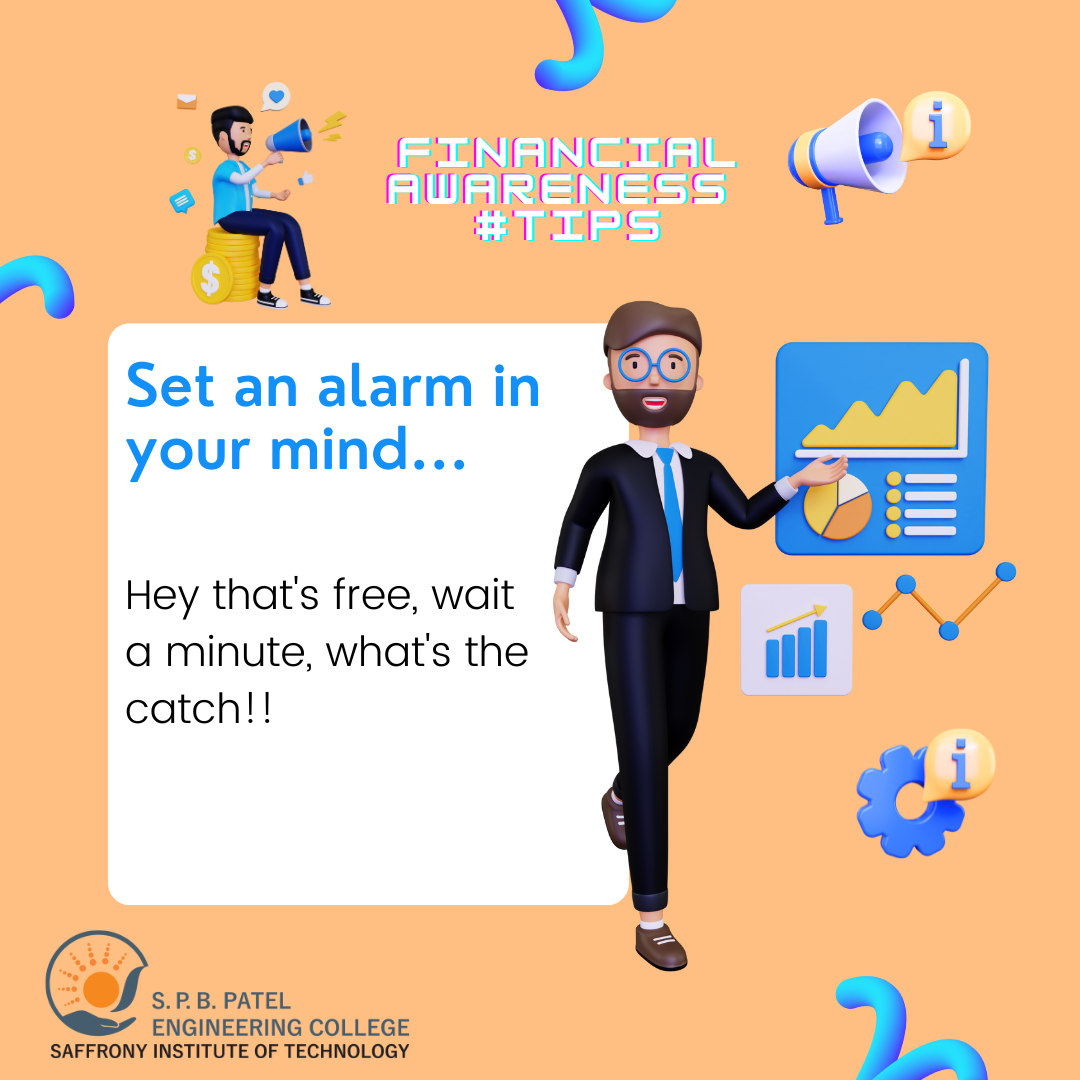 FINANCIAL
AWARENESS
#TIPS
Set an alarm in
your mind...
Hey that's free, wait
a minute, what's the
catch!!
S. P. B. PATEL
ENGINEERING COLLEGE
SAFFRONY INSTITUTE OF TECHNOLOGY